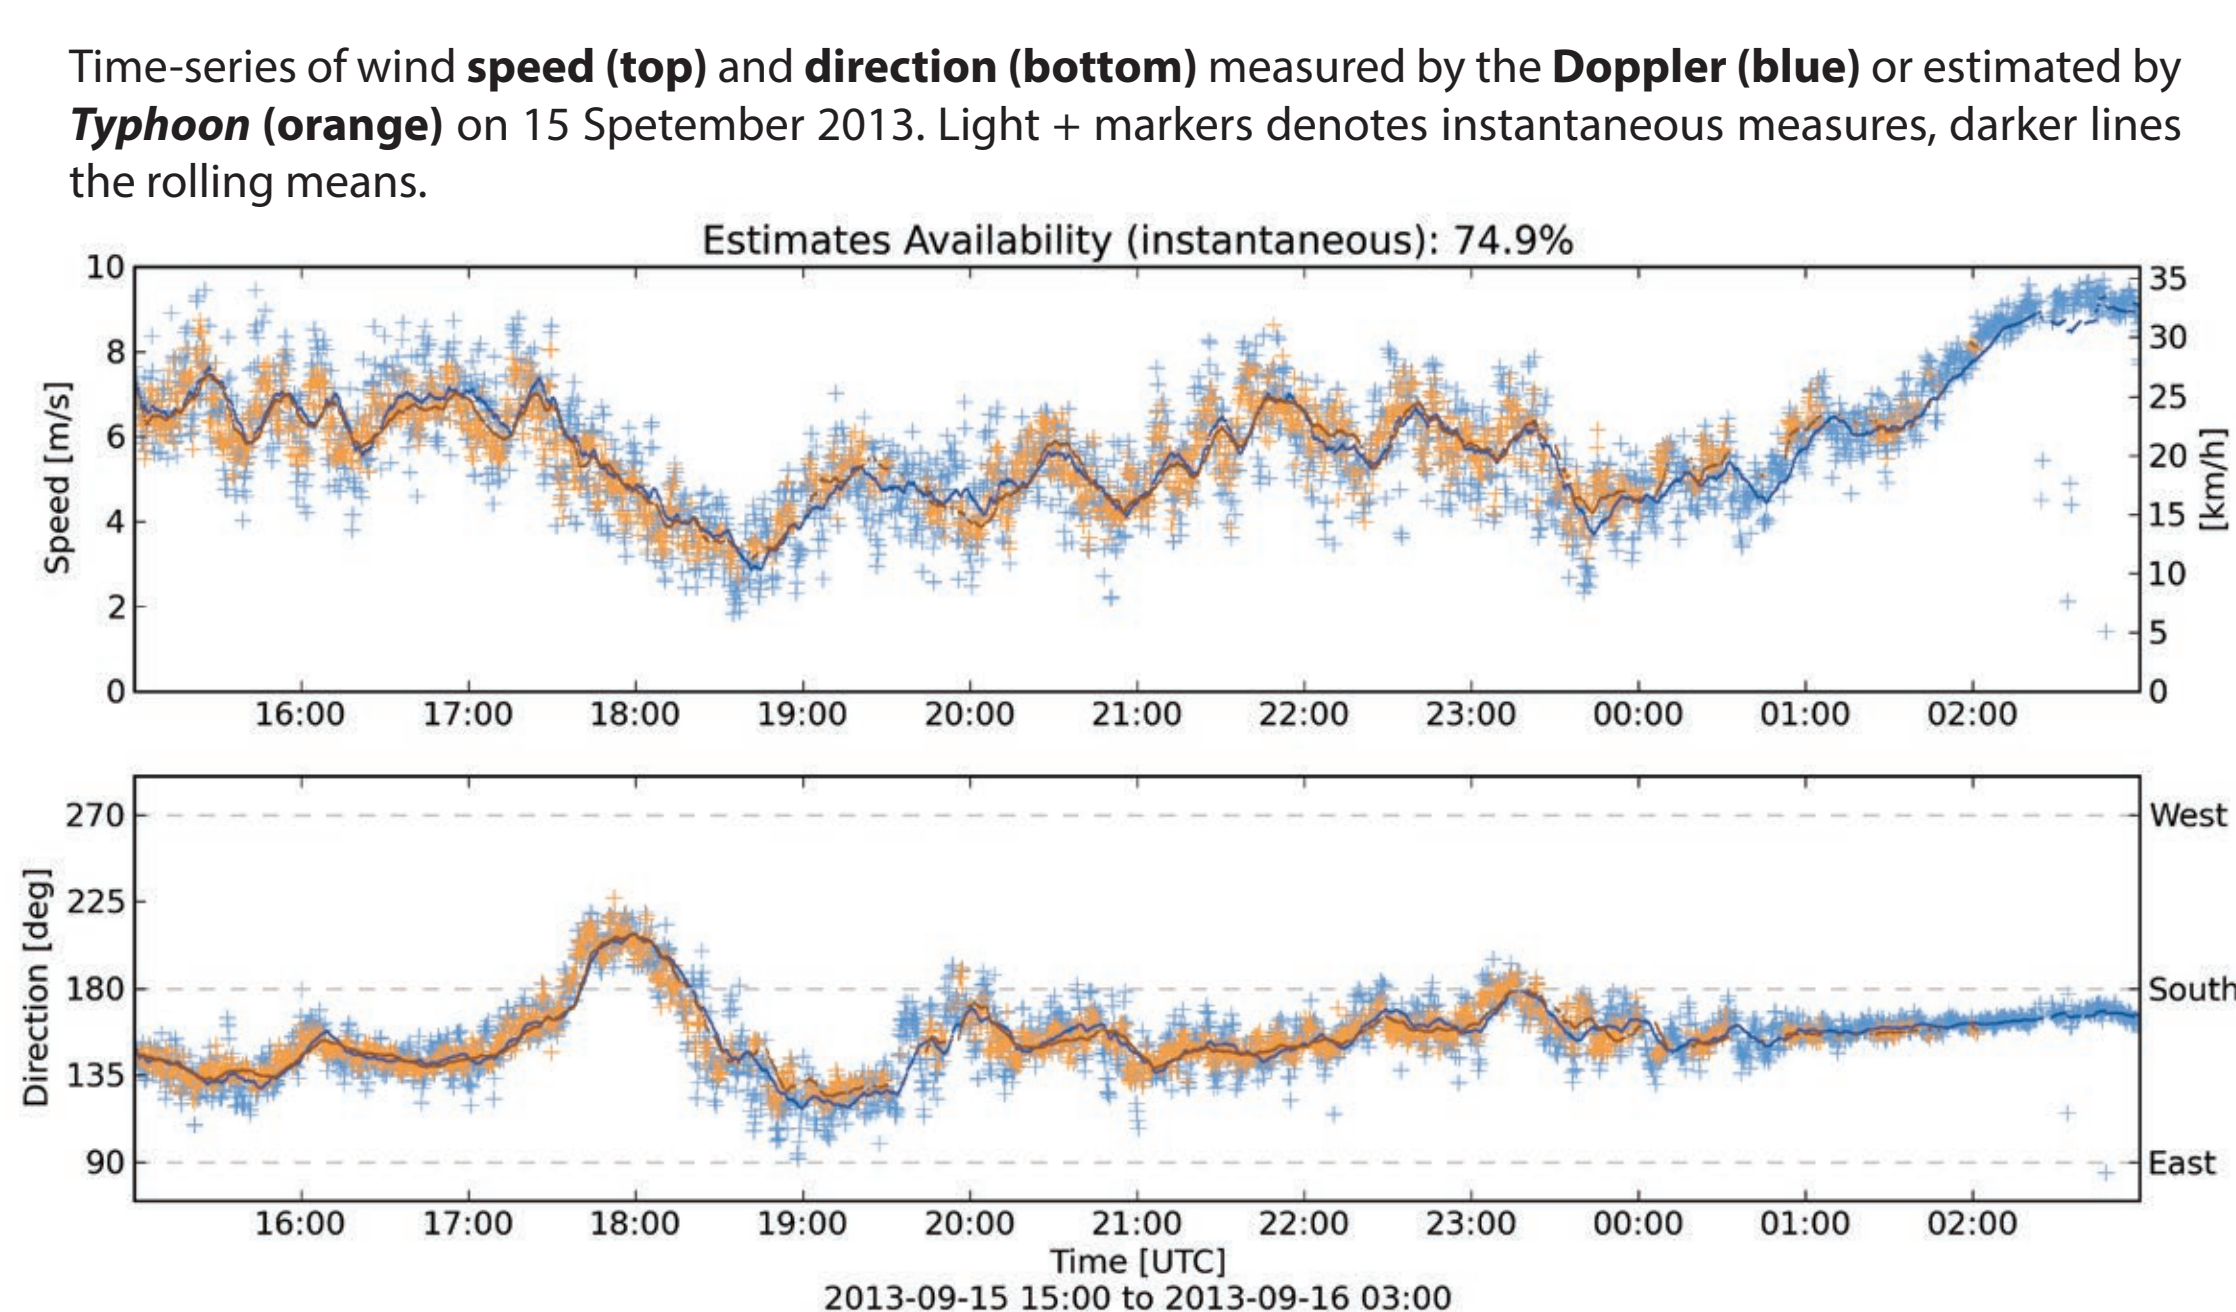 Time-series of wind speed (top) and direction (bottom) measured by the Doppler (blue) or estimated by
Typhoon (orange) on 15 Spetember 2013. Light + markers denotes instantaneous measures, darker lines
the rolling means.
Estimates Availability (instantaneous): 74.9%
10
8
6
4
2
0
Speed [m/s]
35
30
25
20
15
10
5
0
[km/h]
16:00 17:00 18:00 19:00 20:00 21:00 22:00 23:00 00:00 01:00 02:00
270
225
180
135
90
Direction [deg]
West
South
East
16:00 17:00 18:00 19:00 20:00 21:00 22:00 23:00 00:00 01:00 02:00
Time [UTC]
2013-09-15 15:00 to 2013-09-16 03:00